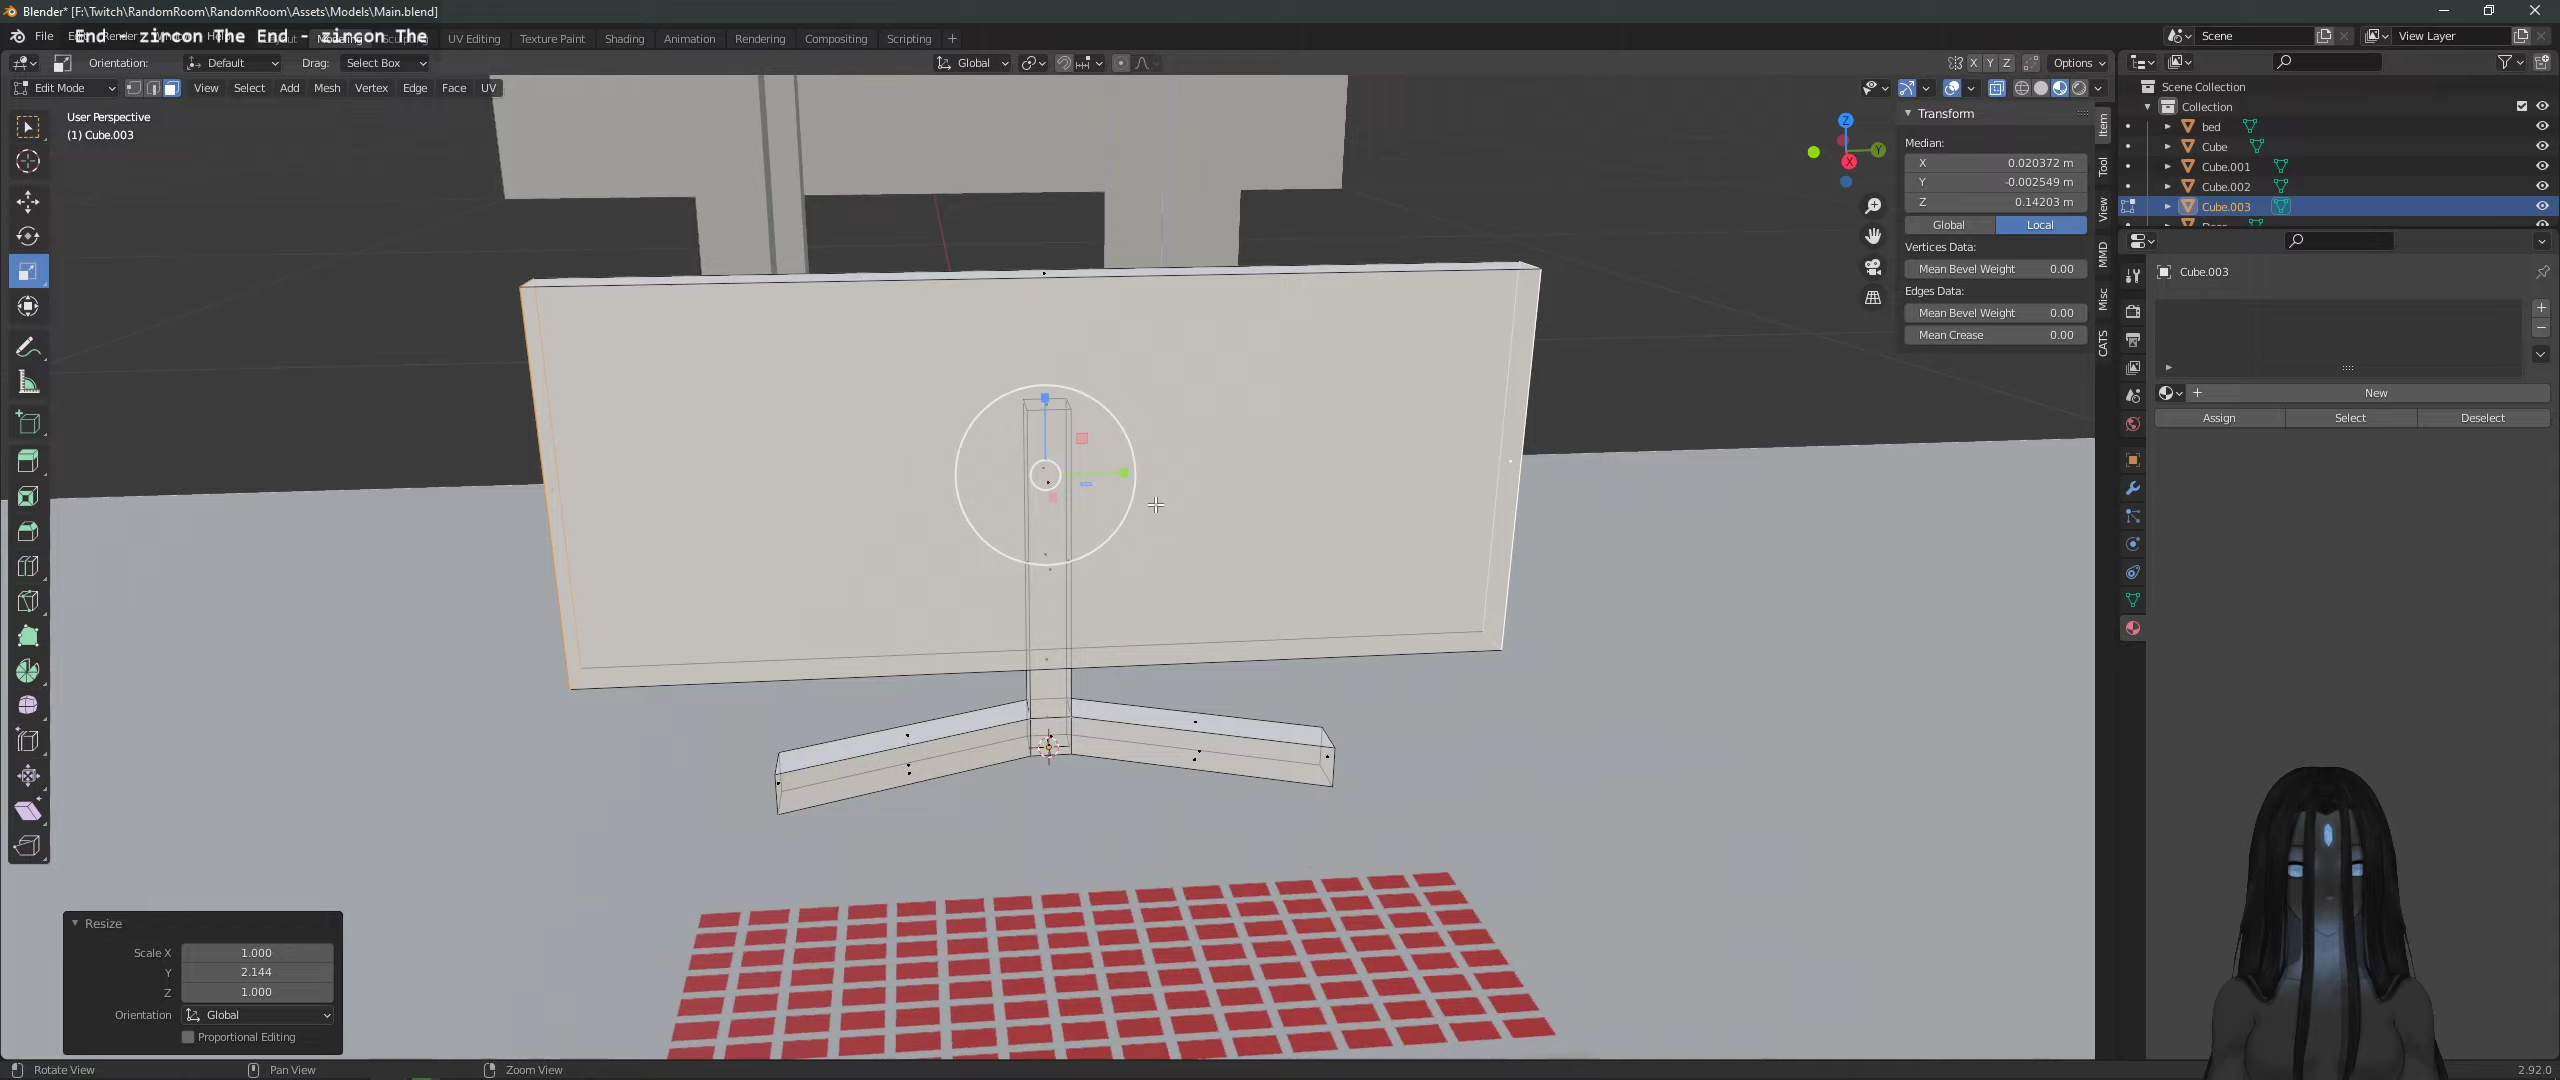 Blender* [F:\Twitch\RandomRoom\RandomRoom\Assets\Models\Main.blend]
File
End - zircon The End - zircon The
UV Editing Texture Paint Shading Animation Rendering Compositing Scripting
Scene View Layer
Orientation: Default Drag: Select Box Global X Y Z Options
Edit Mode View Select Add Mesh Vertex Edge Face UV
User Perspective
(1) Cube.003
Z
Y
X
Transform
Median:
X 0.020372 m
Y -0.002549 m
Z 0.14203 m
Global Local
Vertices Data:
Mean Bevel Weight 0.00
Edges Data:
Mean Bevel Weight 0.00
Mean Crease 0.00
Item
Tool
View
MMD
Misc
CATS
Scene Collection
Collection
bed
Cube
Cube.001
Cube.002
Cube.003
Cube.003
New
Assign Select Deselect
Resize
Scale X 1.000
Y 2.144
Z 1.000
Orientation Global
Proportional Editing
Rotate View Pan View Zoom View 2.92.0